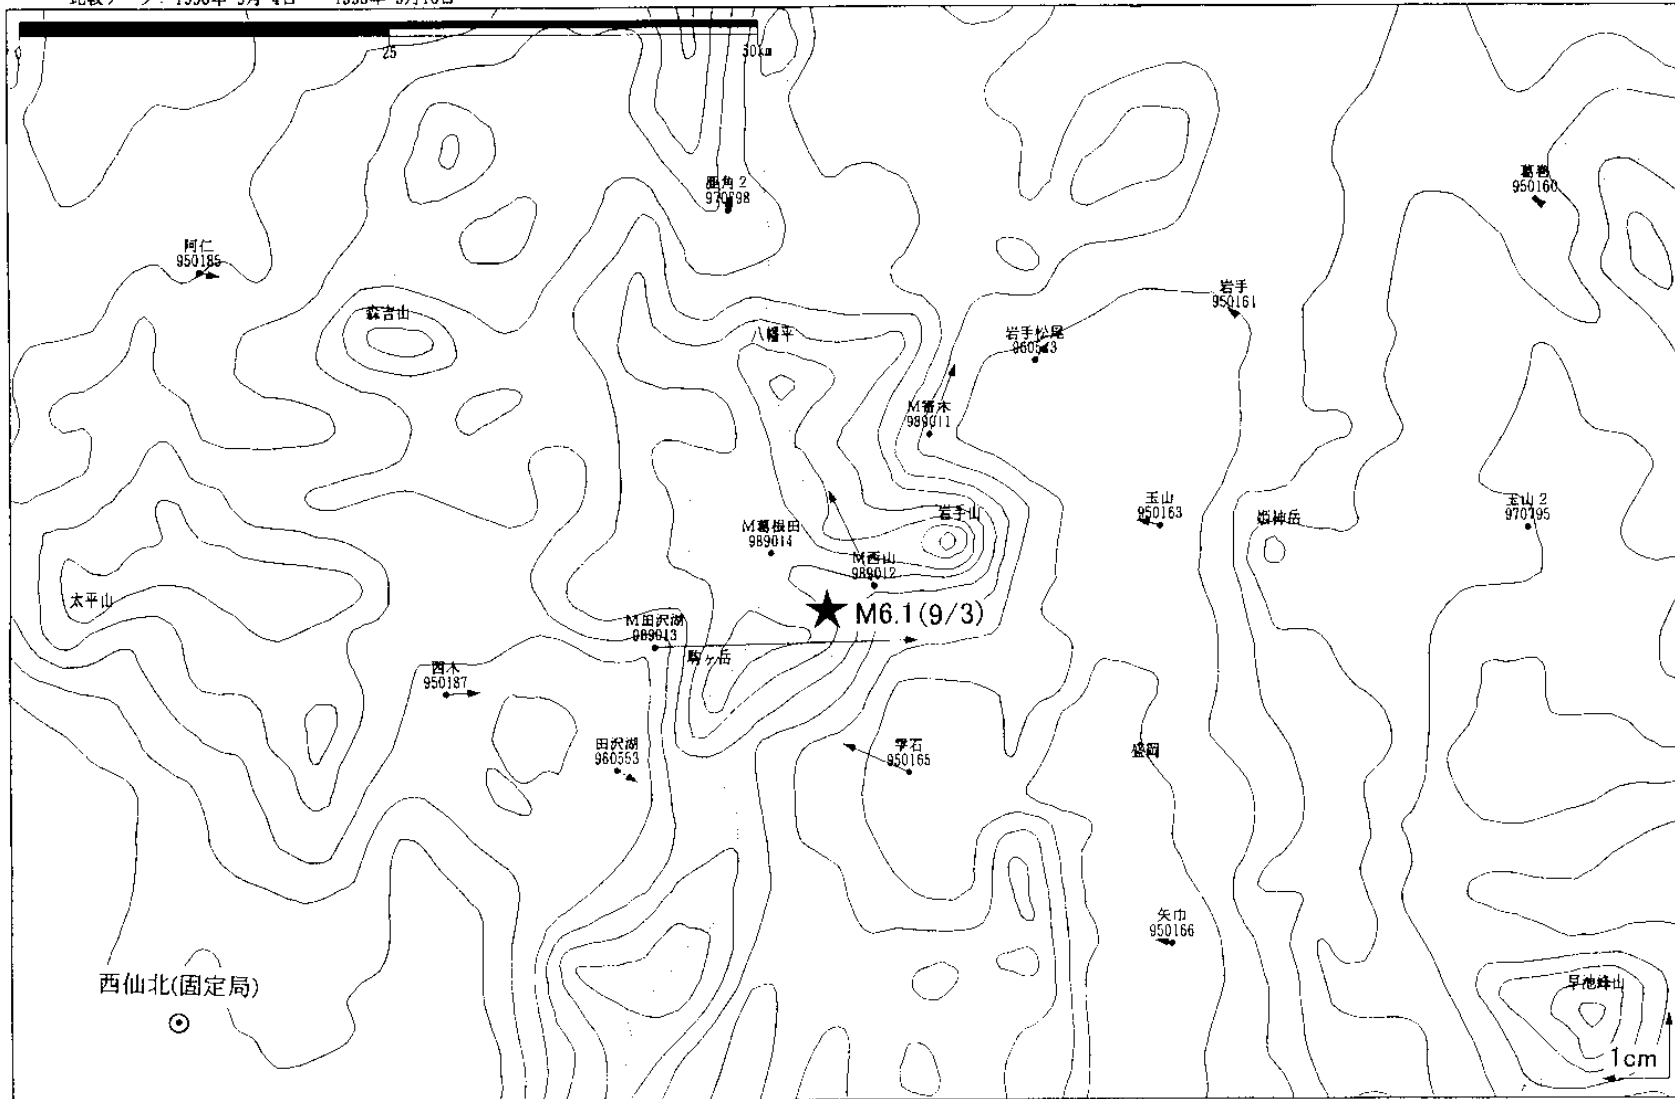 0
25
50km
鹿角２
葛巻
950160
阿仁
950185
森吉山
八幡平
岩手
950161
岩手松尾
M寄木
989011
M葛根田
989014
M西山
989012
岩手山
玉山
950163
姫神岳
玉山２
970795
太平山
M田沢湖
989013
駒ヶ岳
M6.1(9/3)
西木
950187
田沢湖
960553
雫石
950165
盛岡
矢巾
950166
早池峰山
西仙北(固定局)
1cm